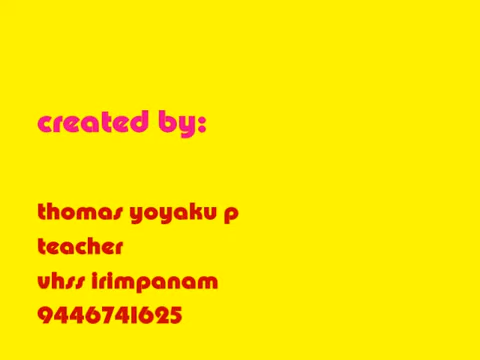 created by:
thomas yoyaku p
teacher
vhss irimpanam
9446741625